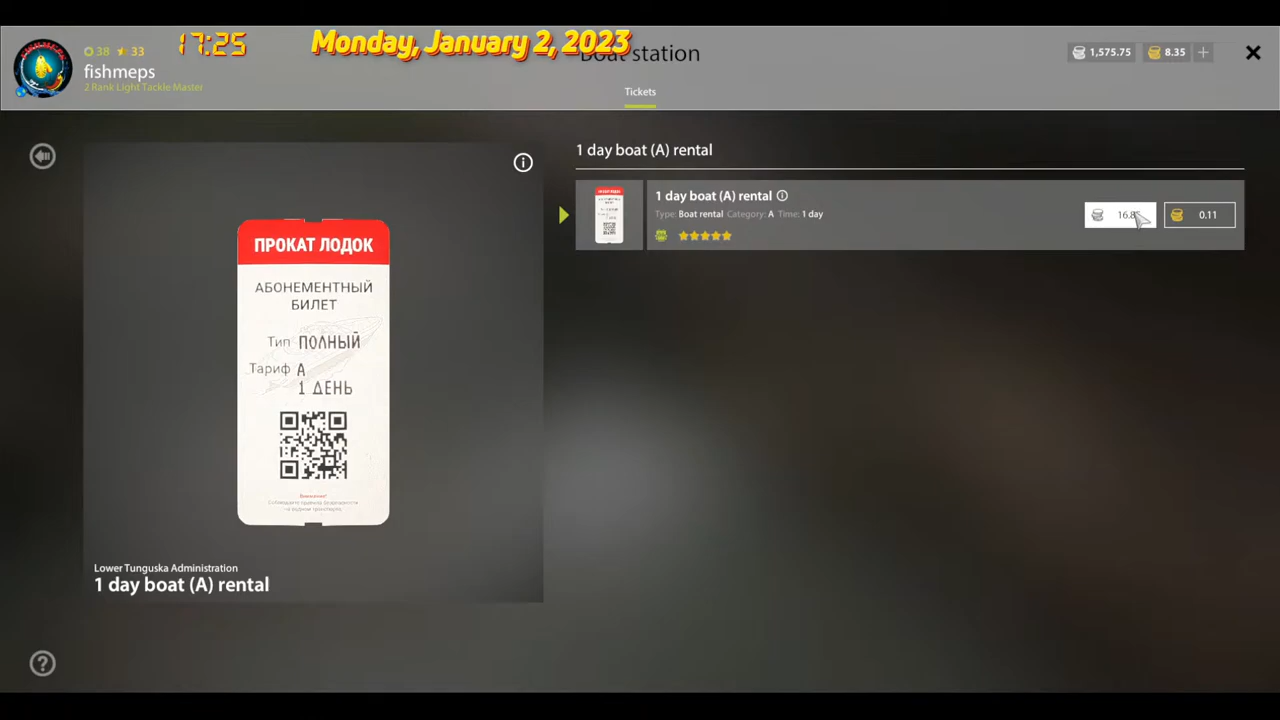 38 33
fishmeps
2 Rank Light Tackle Master
17:25
Monday, January 2, 2023
Boat station
1,575.75
8.35
Tickets
1 day boat (A) rental
1 day boat (A) rental
Type: Boat rental Category: A Time: 1 day
0.11
ПРОКАТ ЛОДОК
АБОНЕМЕНТНЫЙ
БИЛЕТ
Тип ПОЛНЫЙ
Тариф А
1 ДЕНЬ
Lower Tunguska Administration
1 day boat (A) rental